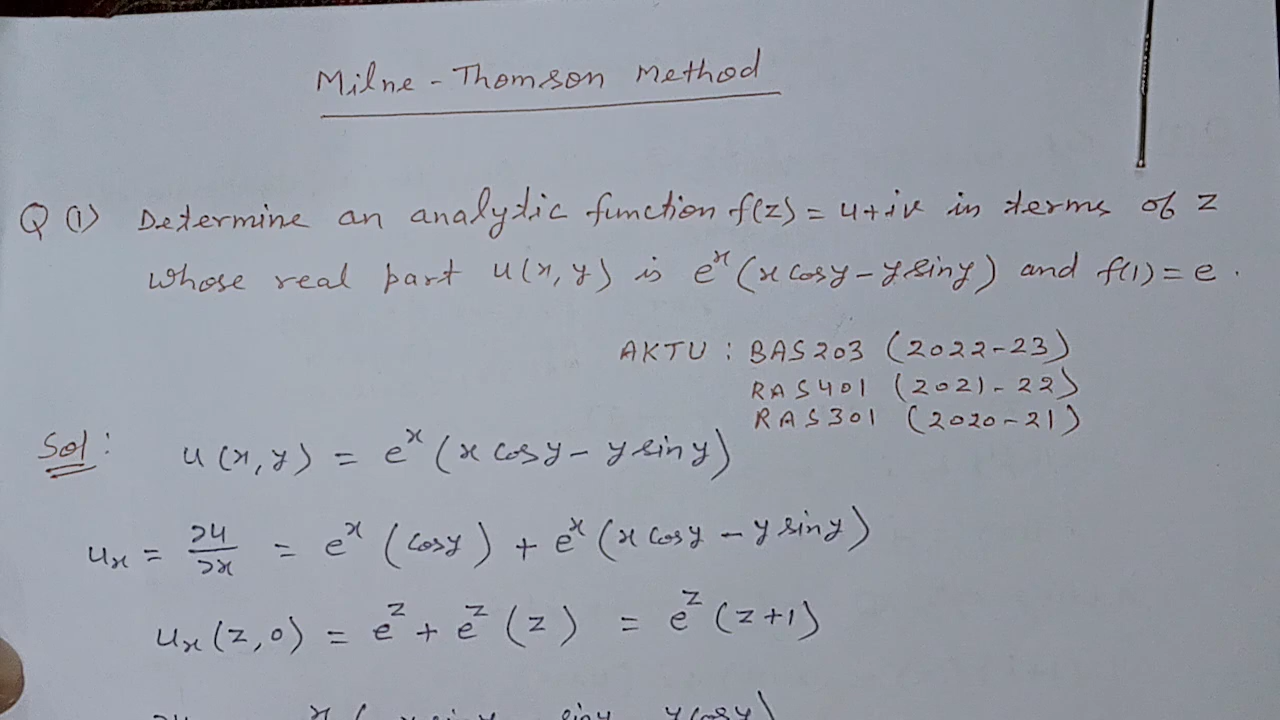 Milne-Thomson Method
Q (1) Determine an analytic function f(z) = u+iv in terms of z
whose real part u(x,y) is e^x (x cosy - y siny) and f(1) = e.
AKTU : BAS203 (2022-23)
RAS401 (2021-22)
RAS301 (2020-21)
Sol: u(x,y) = e^x (x cosy - y siny)
u_x = ∂u/∂x = e^x (cosy) + e^x (x cosy - y siny)
u_x(z,0) = e^z + e^z (z) = e^z (z+1)